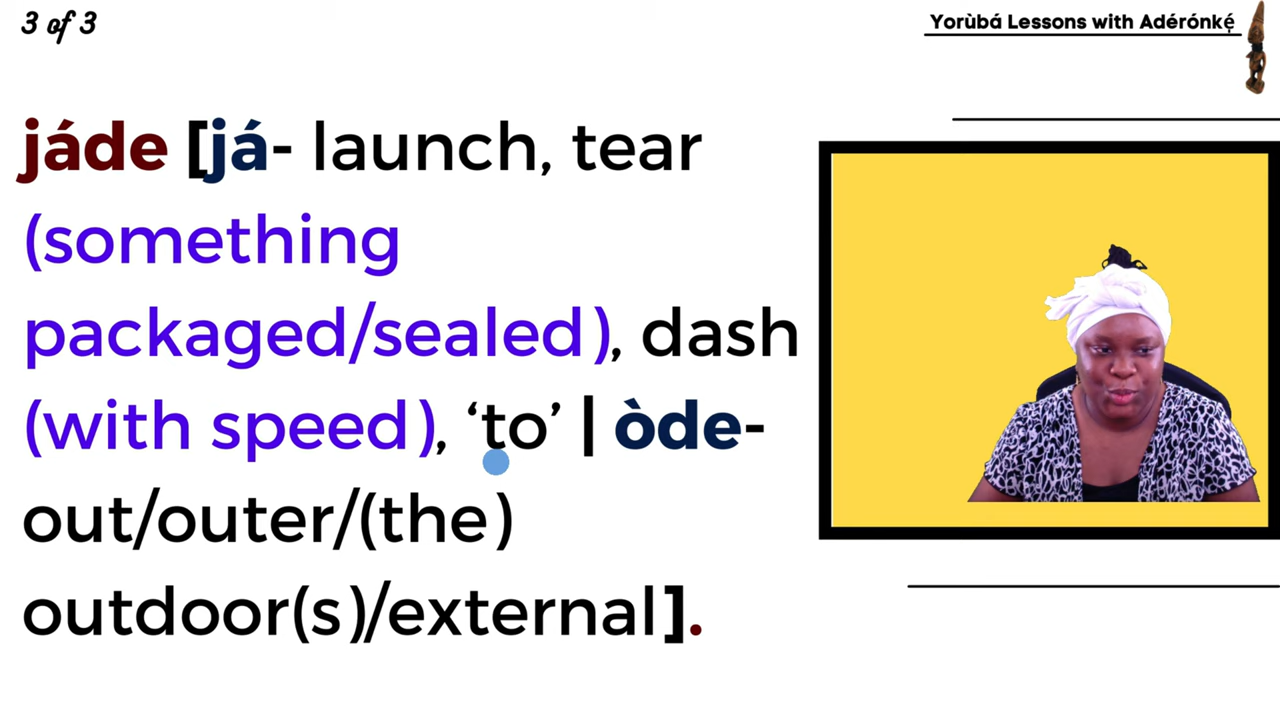 3 of 3
Yorùbá Lessons with Adérónkẹ́
jáde [já- launch, tear
(something
packaged/sealed), dash
(with speed), ‘to’ | òde-
out/outer/(the)
outdoor(s)/external].